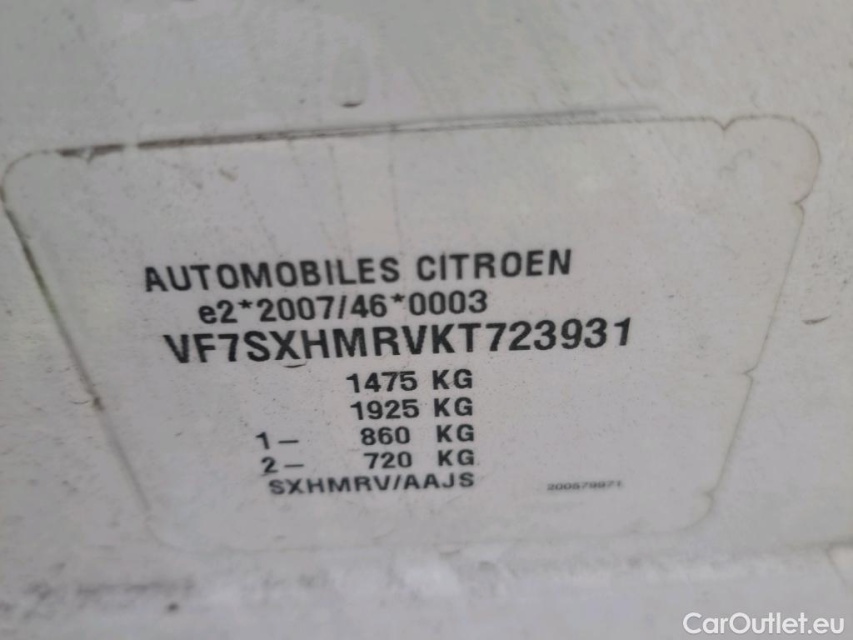 AUTOMOBILES CITROEN
e2*2007/46*0003
VF7SXHMRVKT723931
1475 KG
1925 KG
1- 860 KG
2- 720 KG
SXHMRV/AAJS
CarOutlet.eu